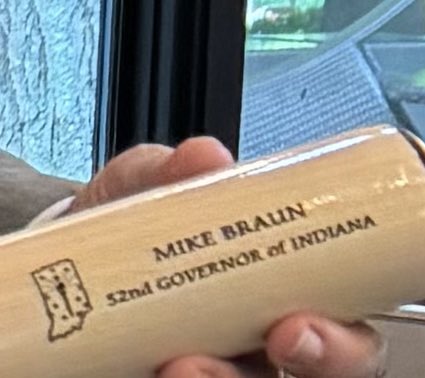 MIKE BRAUN
52nd GOVERNOR of INDIANA